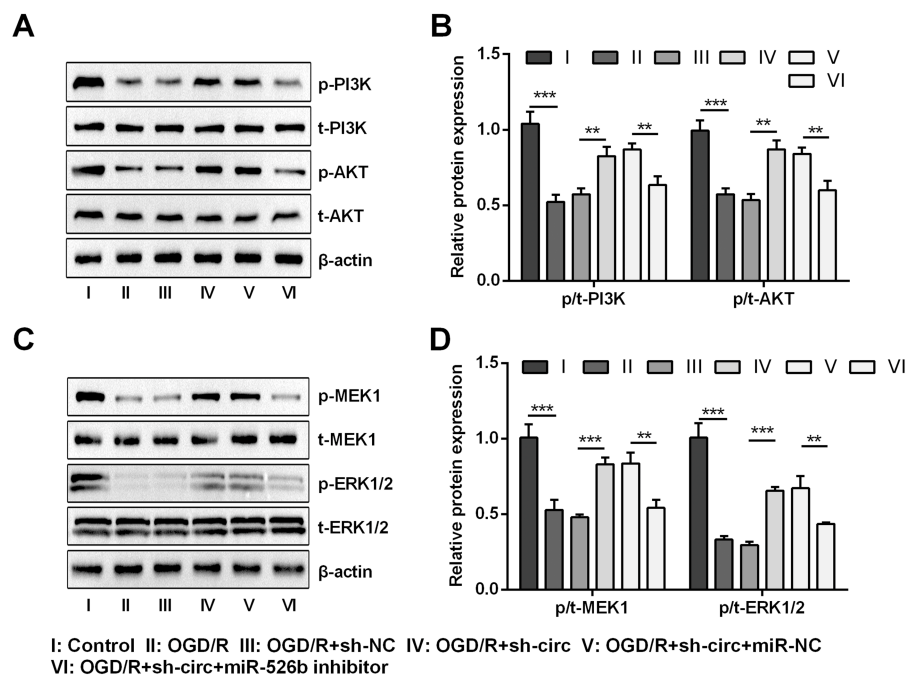 A
p-PI3K
t-PI3K
p-AKT
t-AKT
β-actin
I II III IV V VI
B
Relative protein expression
1.5
1.0
0.5
0.0
I II III IV V
VI
*** ** ** *** ** **
p/t-PI3K p/t-AKT
C
p-MEK1
t-MEK1
p-ERK1/2
t-ERK1/2
β-actin
I II III IV V VI
D
Relative protein expression
1.5
1.0
0.5
0.0
I II III IV V VI
*** *** ** *** *** **
p/t-MEK1 p/t-ERK1/2
I: Control II: OGD/R III: OGD/R+sh-NC IV: OGD/R+sh-circ V: OGD/R+sh-circ+miR-NC
VI: OGD/R+sh-circ+miR-526b inhibitor